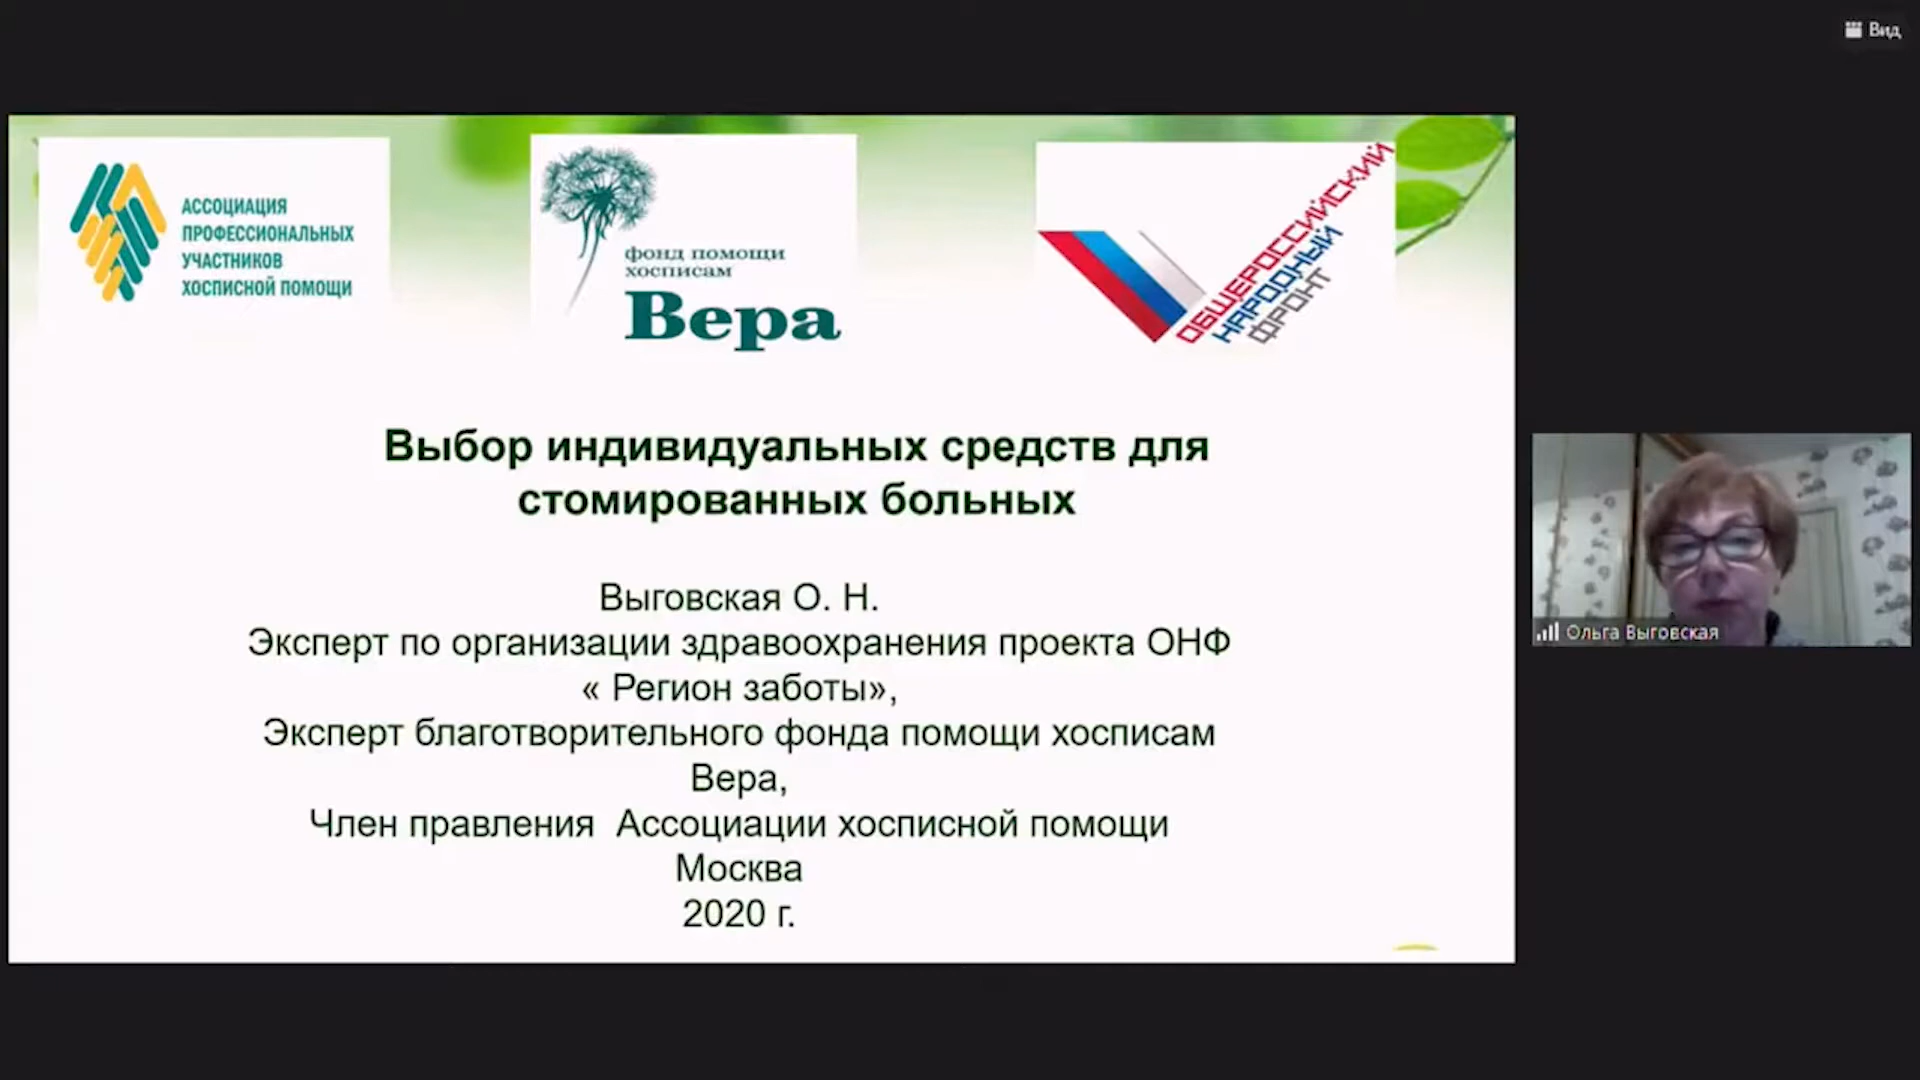 Вид
АССОЦИАЦИЯ
ПРОФЕССИОНАЛЬНЫХ
УЧАСТНИКОВ
ХОСПИСНОЙ ПОМОЩИ
фонд помощи
хосписам
Вера
ОБЩЕРОССИЙСКИЙ
НАРОДНЫЙ
ФРОНТ
Выбор индивидуальных средств для
стомированных больных
Выговская О. Н.
Эксперт по организации здравоохранения проекта ОНФ
« Регион заботы»,
Эксперт благотворительного фонда помощи хосписам
Вера,
Член правления  Ассоциации хосписной помощи
Москва
2020 г.
Ольга Выговская